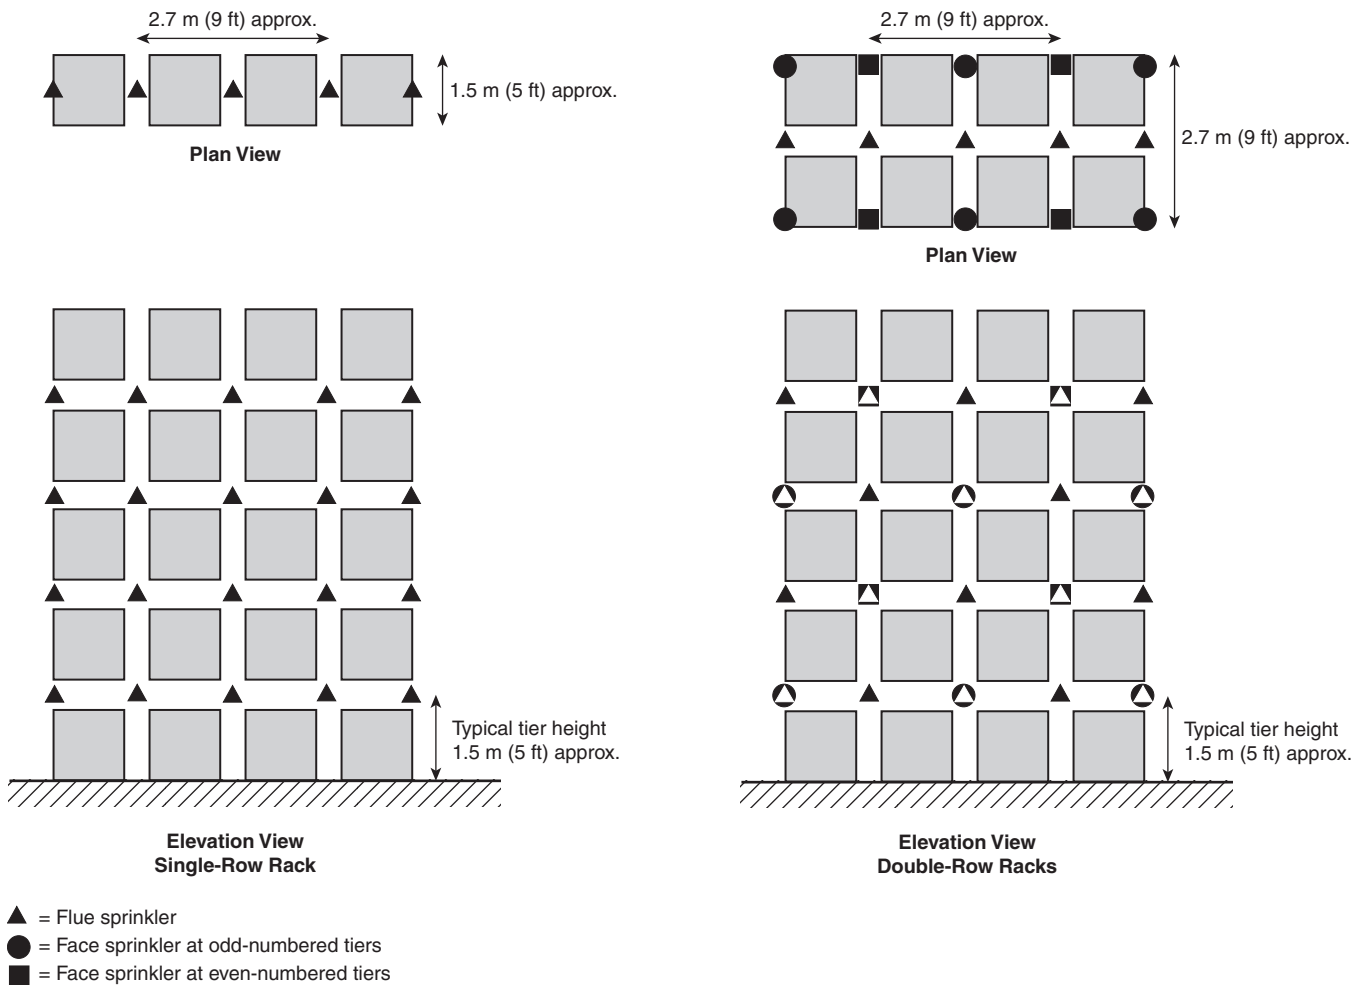 2.7 m (9 ft) approx.
1.5 m (5 ft) approx.
Plan View
2.7 m (9 ft) approx.
2.7 m (9 ft) approx.
Plan View
Typical tier height
1.5 m (5 ft) approx.
Elevation View
Single-Row Rack
Typical tier height
1.5 m (5 ft) approx.
Elevation View
Double-Row Racks
= Flue sprinkler
= Face sprinkler at odd-numbered tiers
= Face sprinkler at even-numbered tiers